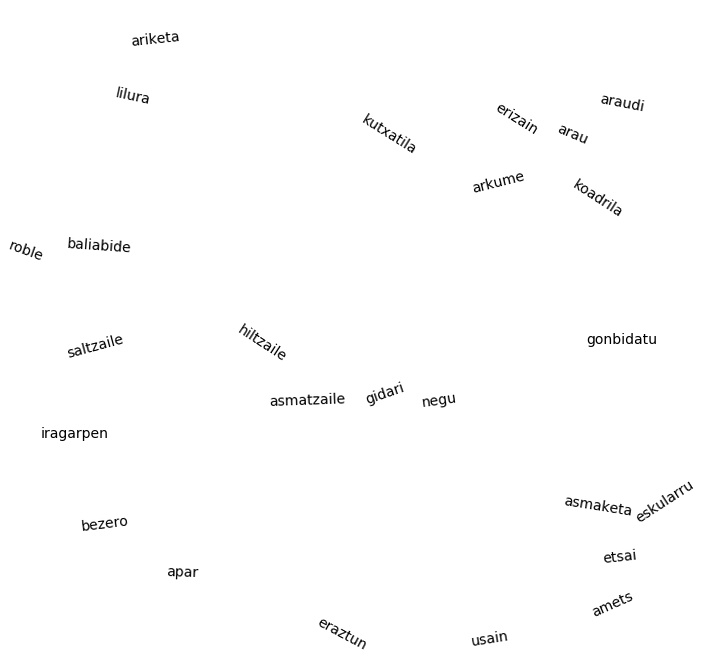 ariketa
lilura
araudi
erizain
arau
kutxatila
arkume
koadrila
roble
baliabide
saltzaile
hiltzaile
gonbidatu
asmatzaile
gidari
negu
iragarpen
asmaketa
eskularru
bezero
etsai
apar
amets
eraztun
usain